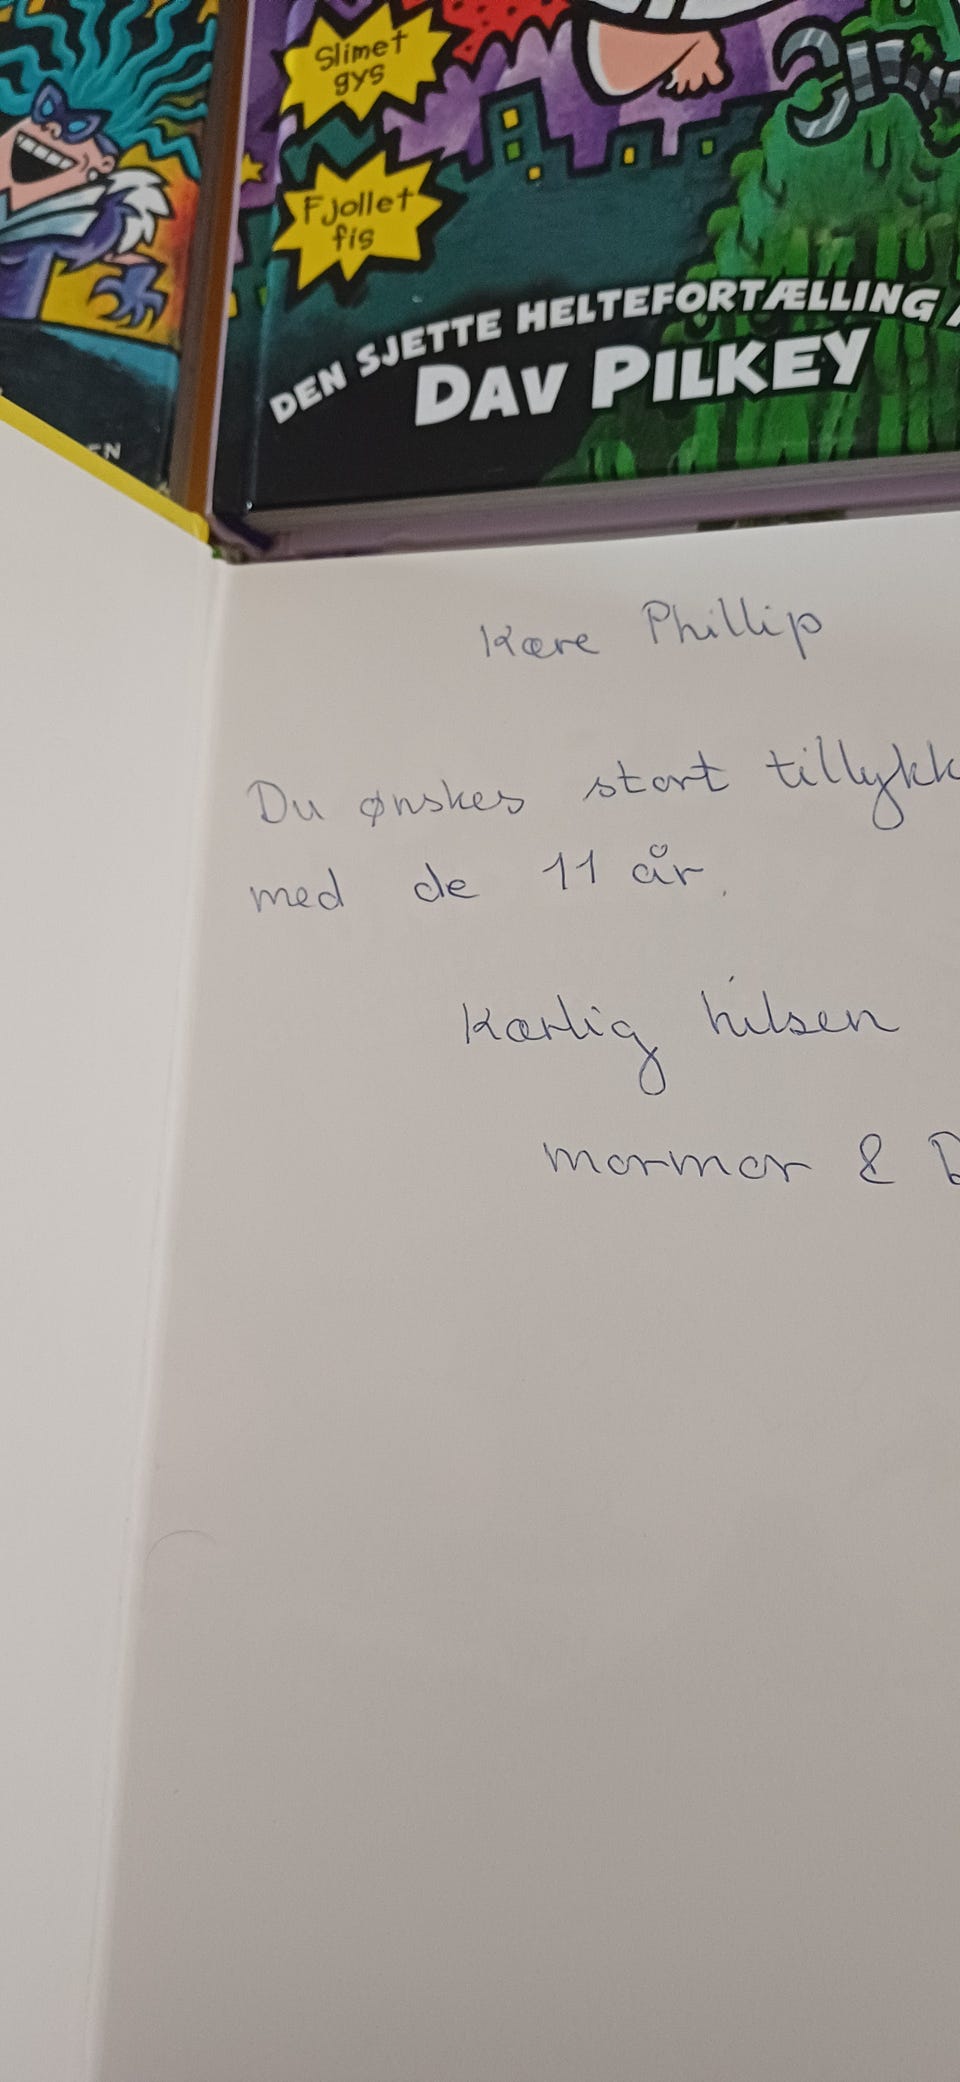 Slimet
gys
Fjollet
fis
DEN SJETTE HELTEFORTÆLLING
DAV PILKEY
EN
Kære Phillip
Du ønskes stort tillykk
med de 11 år.
Kærlig hilsen
mormor &